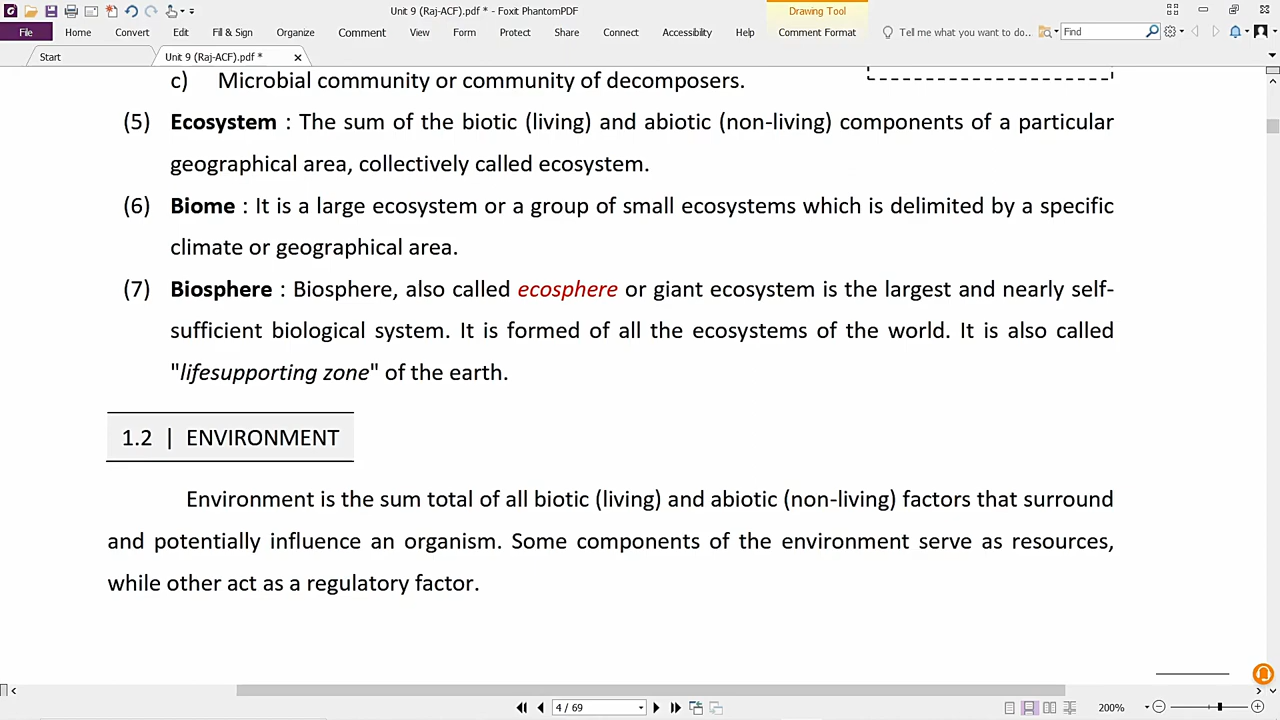 Unit 9 (Raj-ACF).pdf * - Foxit PhantomPDF
Drawing Tool
File Home Convert Edit Fill & Sign Organize Comment View Form Protect Share Connect Accessibility Help Comment Format Tell me what you want to do.. Find
Start Unit 9 (Raj-ACF).pdf *
c) Microbial community or community of decomposers.
(5) Ecosystem : The sum of the biotic (living) and abiotic (non-living) components of a particular
geographical area, collectively called ecosystem.
(6) Biome : It is a large ecosystem or a group of small ecosystems which is delimited by a specific
climate or geographical area.
(7) Biosphere : Biosphere, also called ecosphere or giant ecosystem is the largest and nearly self-
sufficient biological system. It is formed of all the ecosystems of the world. It is also called
"lifesupporting zone" of the earth.
1.2 | ENVIRONMENT
Environment is the sum total of all biotic (living) and abiotic (non-living) factors that surround
and potentially influence an organism. Some components of the environment serve as resources,
while other act as a regulatory factor.
4 / 69
200%